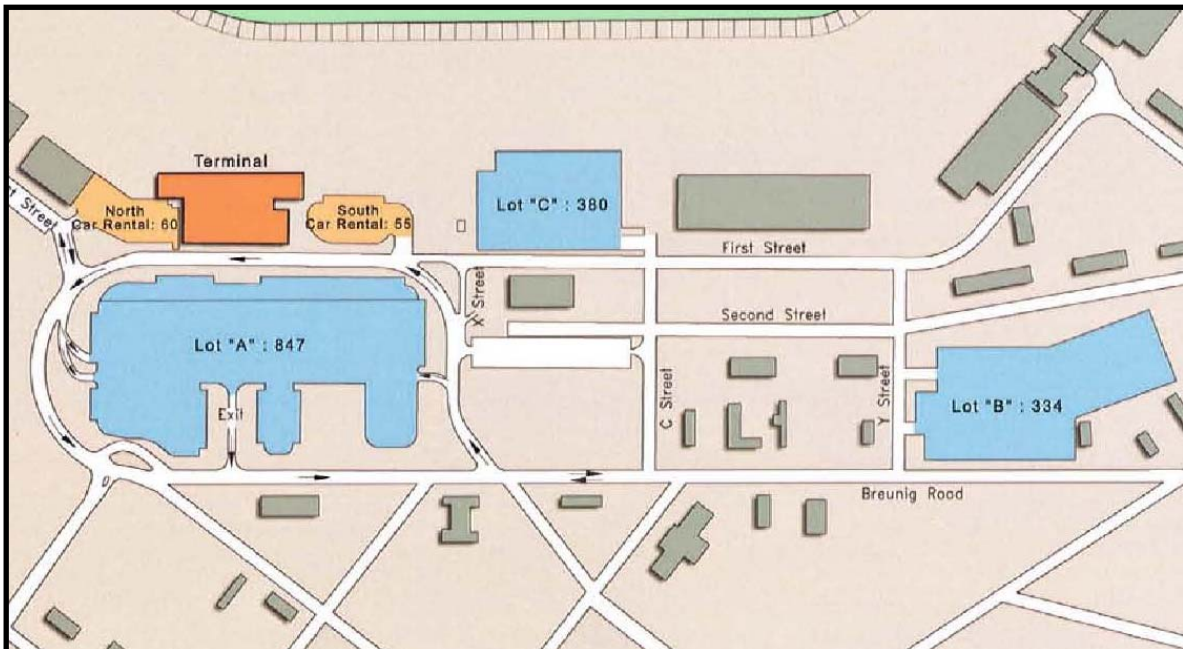 Terminal
North
Car Rental: 60
South
Car Rental: 55
Lot "C" : 380
First Street
Street
X Street
Second Street
Lot "A" : 847
Exit
C Street
Y Street
Lot "B" : 334
Breunig Road